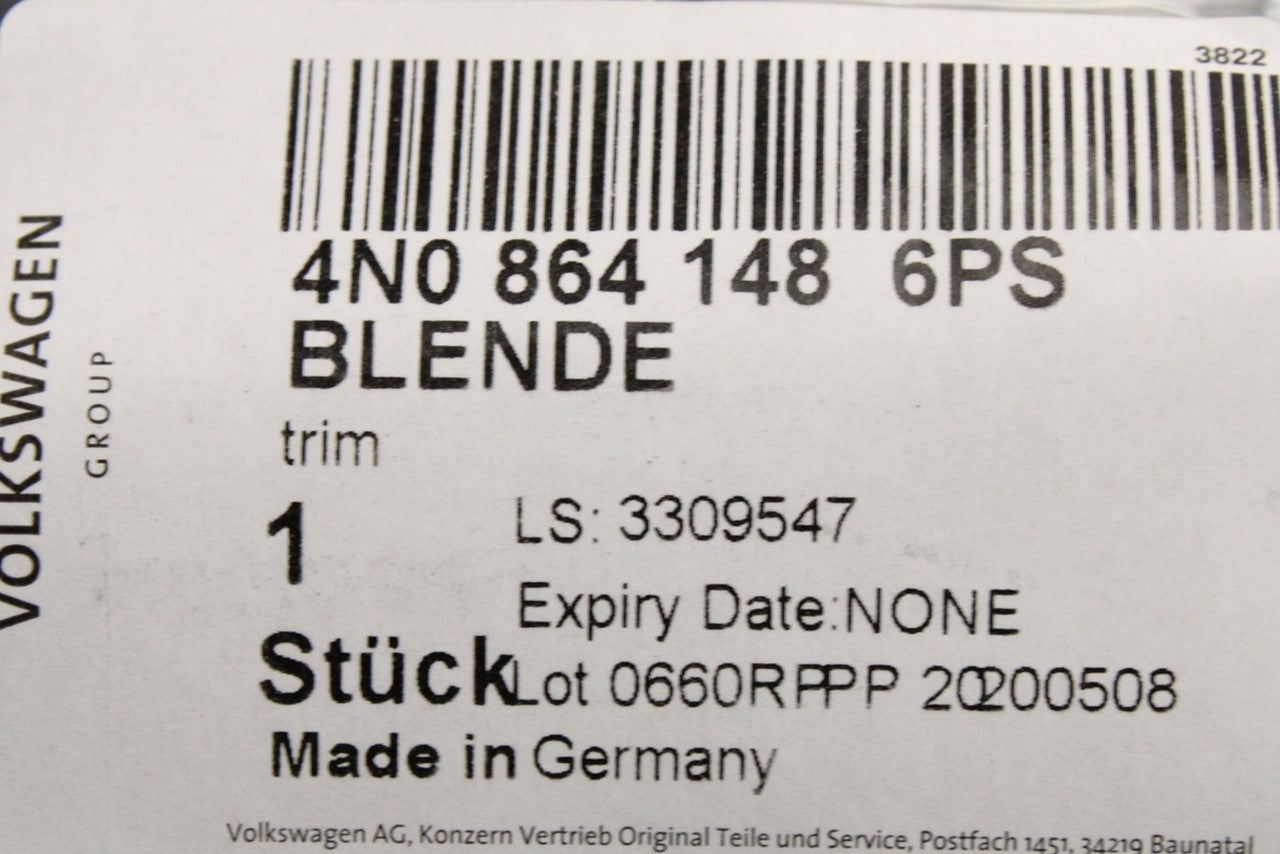 3822
4N0 864 148 6PS
BLENDE
trim
1
LS: 3309547
Expiry Date:NONE
Stück
Lot 0660RPPPP 20200508
Made in Germany
Volkswagen AG, Konzern Vertrieb Original Teile und Service, Postfach 1451, 34219 Baunatal
VOLKSWAGEN
GROUP